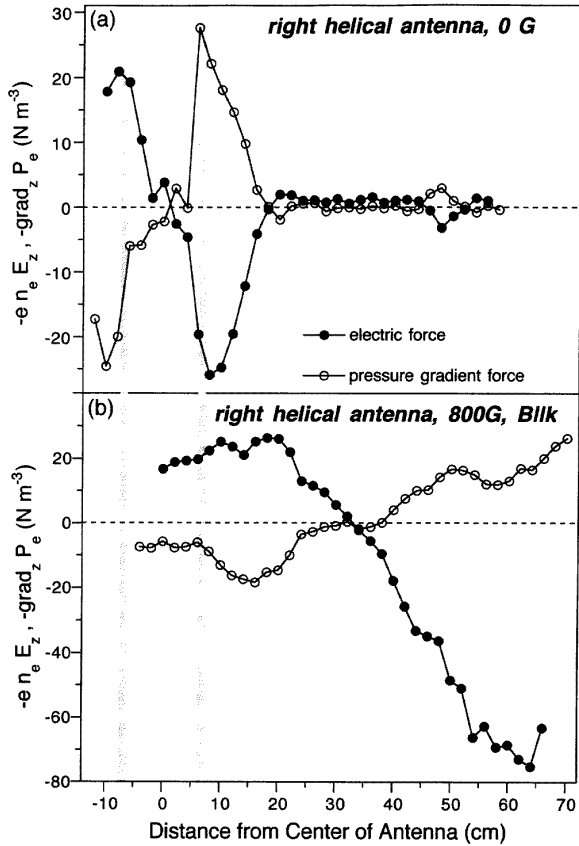 (a)
right helical antenna, 0 G
30
20
10
0
-10
-20
-e n_e E_z , -grad_z P_e (N m^-3)
electric force
pressure gradient force
(b)
right helical antenna, 800G, B||k
20
0
-20
-40
-60
-80
-e n_e E_z , -grad_z P_e (N m^-3)
-10 0 10 20 30 40 50 60 70
Distance from Center of Antenna (cm)